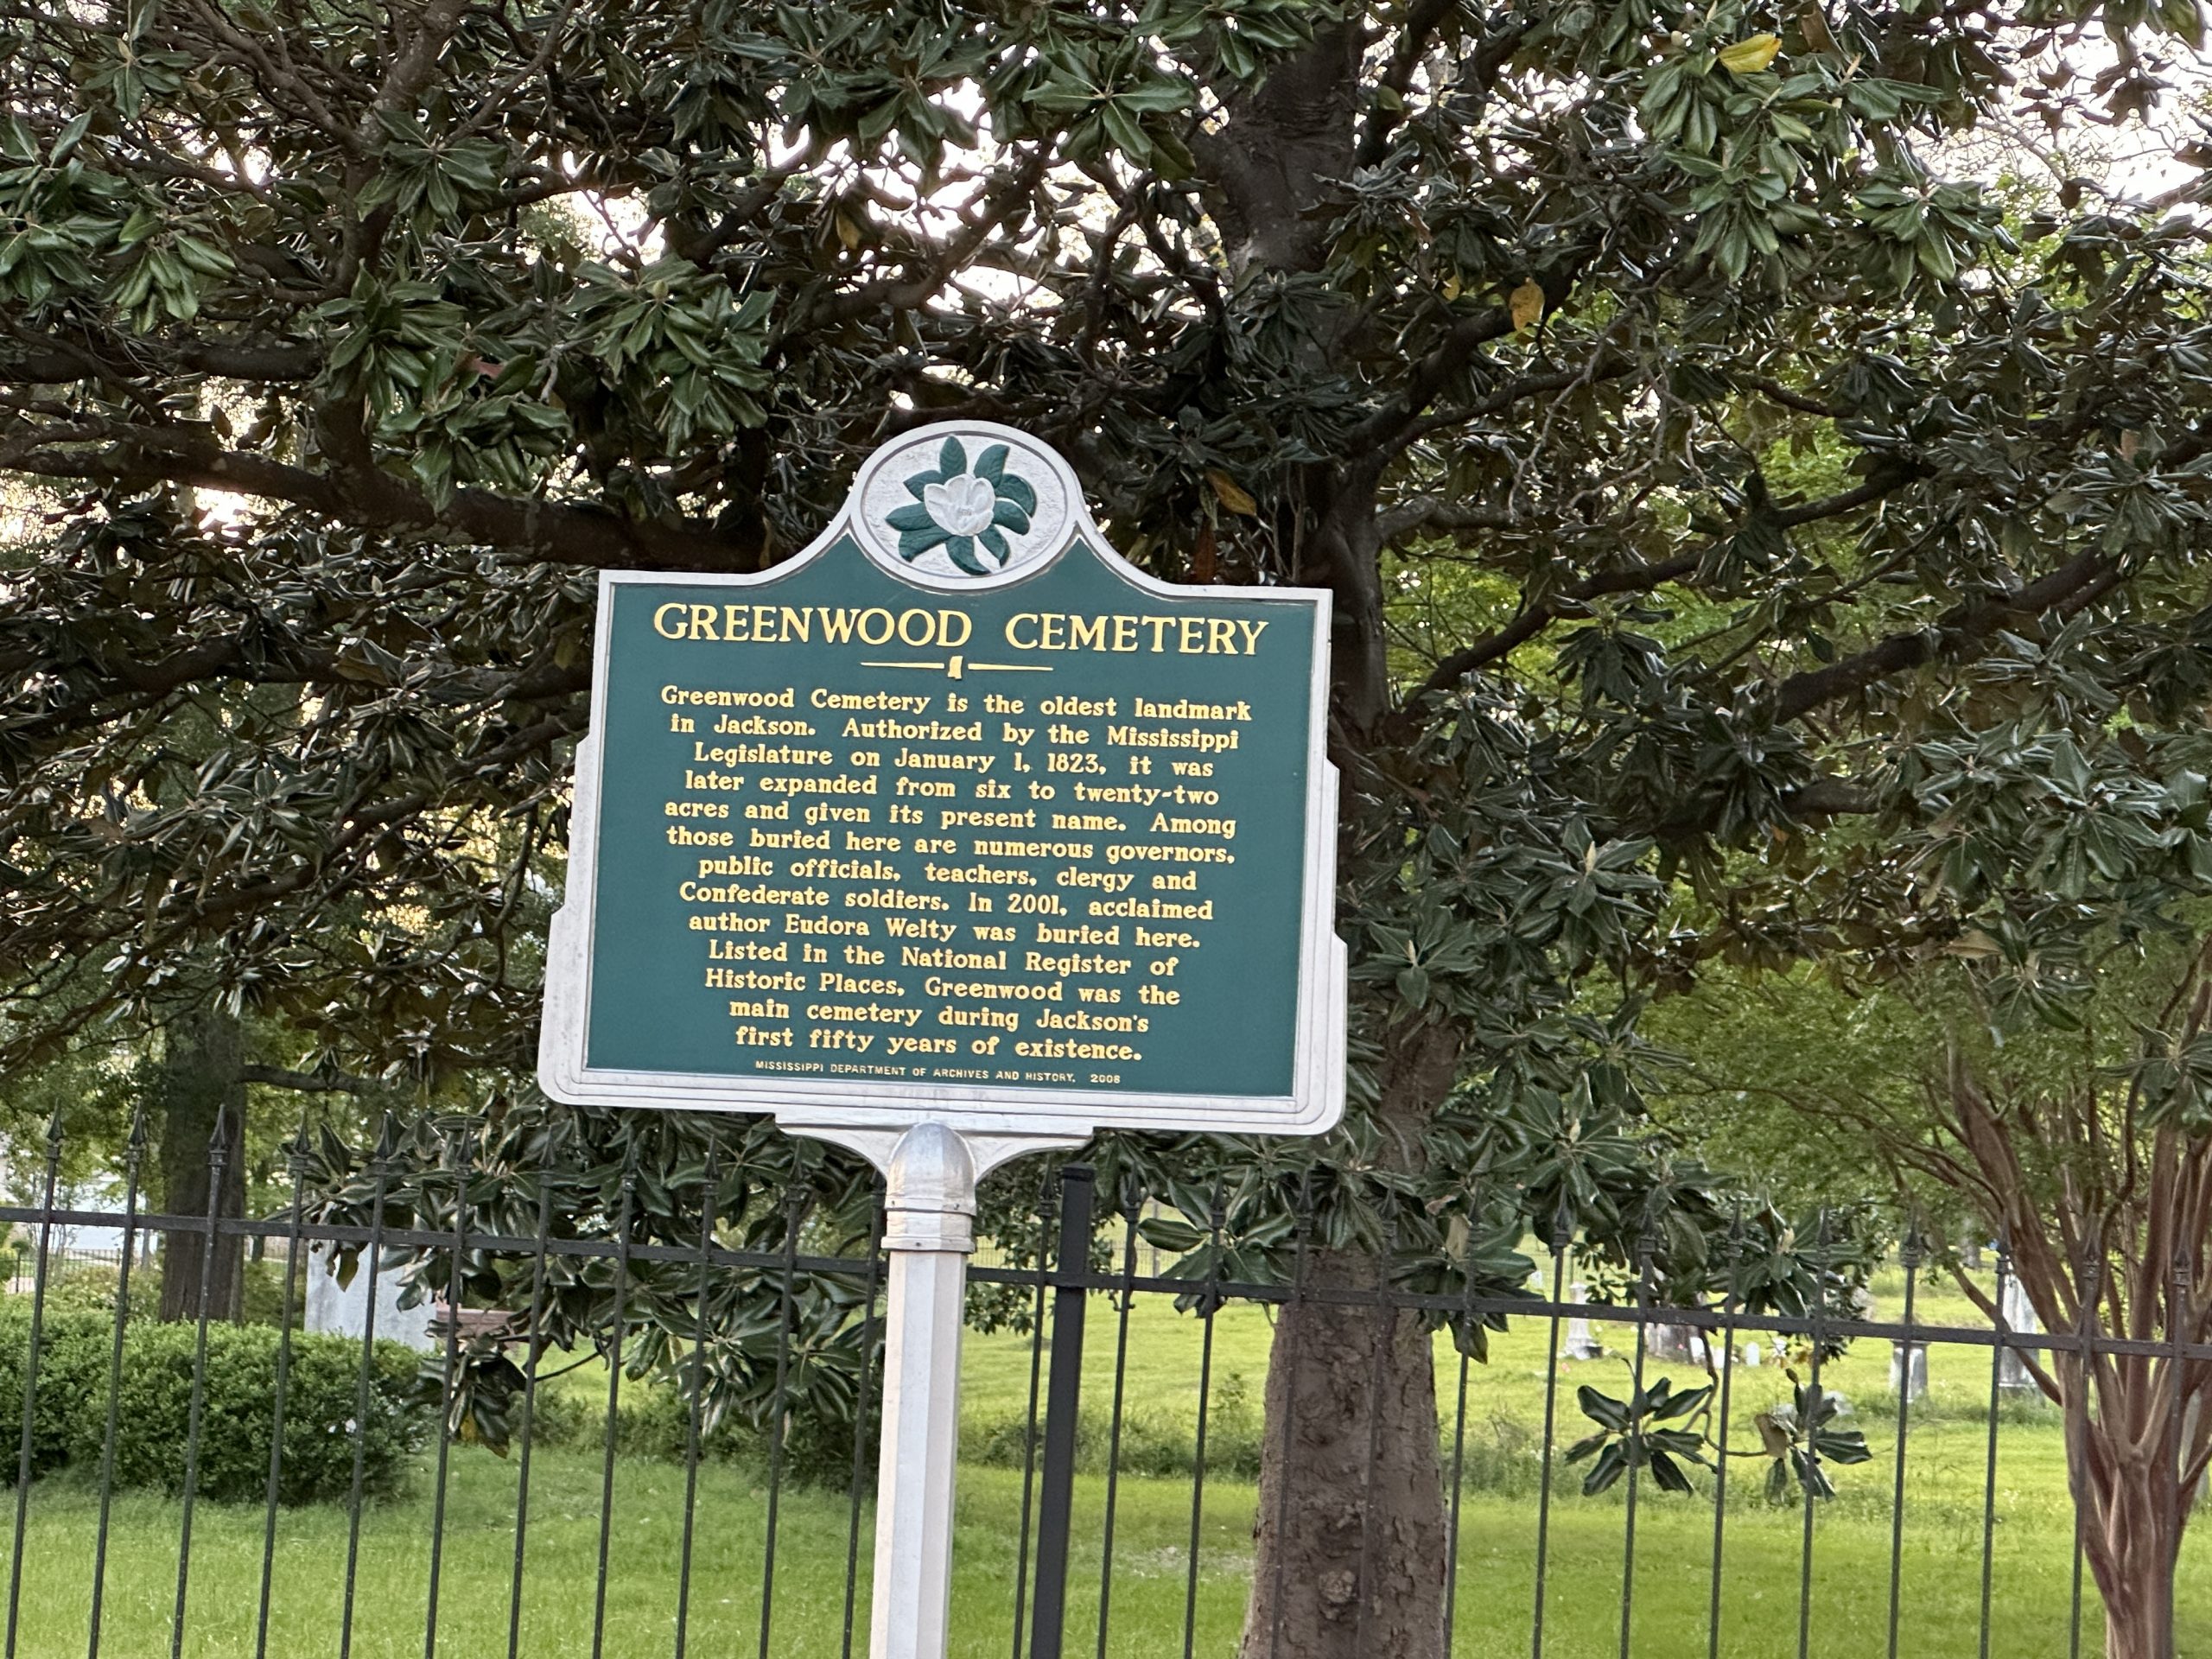 GREENWOOD CEMETERY
Greenwood Cemetery is the oldest landmark
in Jackson. Authorized by the Mississippi
Legislature on January 1, 1823, it was
later expanded from six to twenty-two
acres and given its present name. Among
those buried here are numerous governors,
public officials, teachers, clergy and
Confederate soldiers. In 2001, acclaimed
author Eudora Welty was buried here.
Listed in the National Register of
Historic Places, Greenwood was the
main cemetery during Jackson's
first fifty years of existence.
MISSISSIPPI DEPARTMENT OF ARCHIVES AND HISTORY, 2008